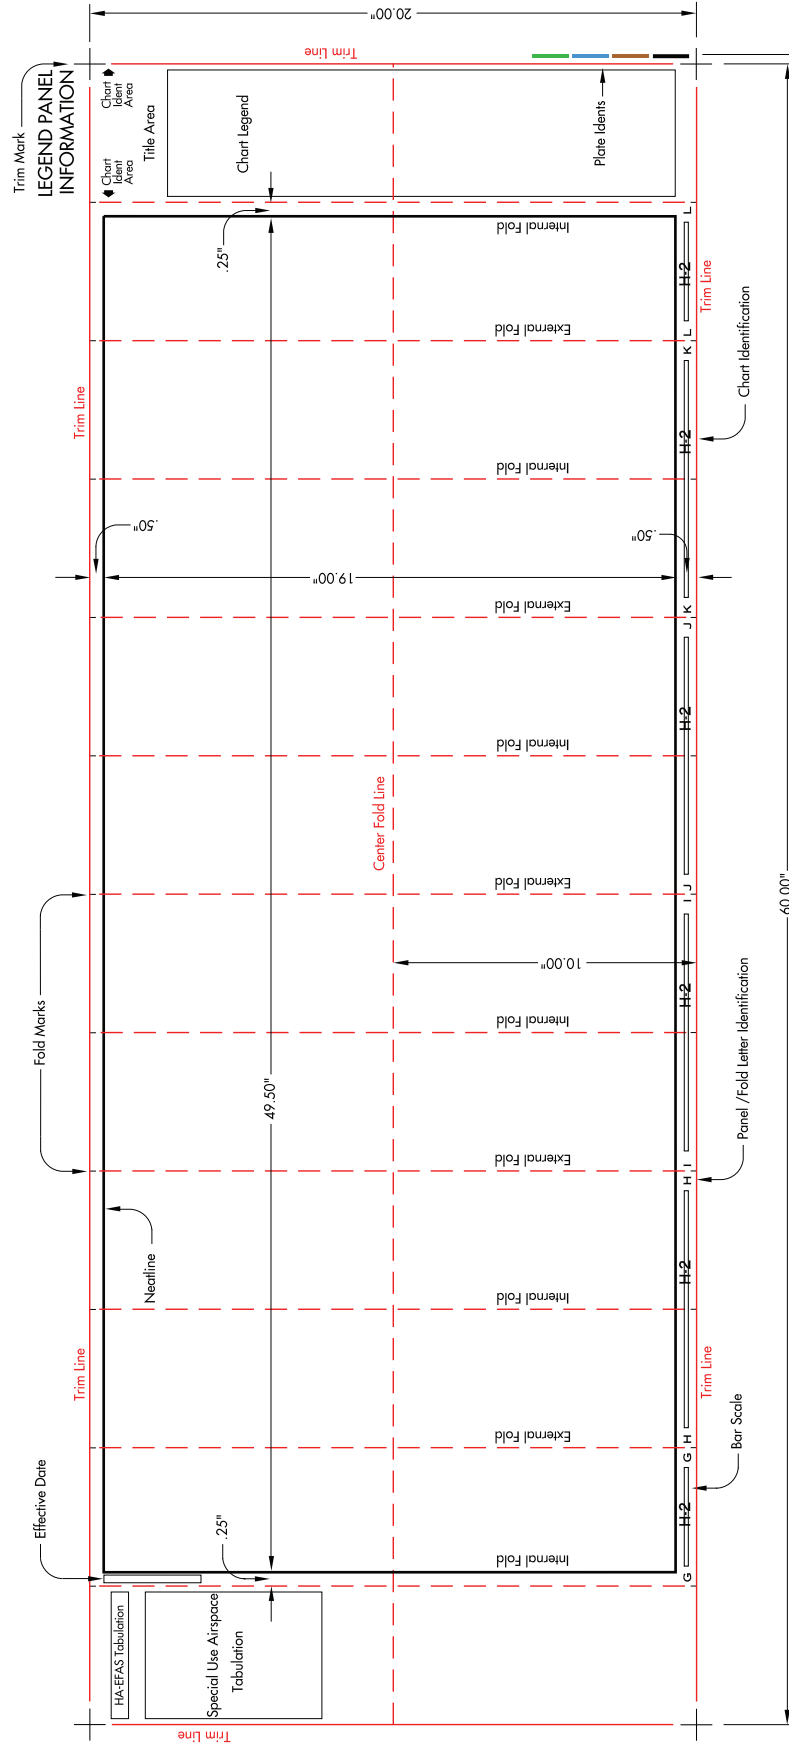 20.00"
Trim Line
Trim Mark
LEGEND PANEL
INFORMATION
Chart
Ident
Area
Chart
Ident
Area
Title Area
Chart Legend
Plate Idents
.25"
Internal Fold
L
H-2
Trim Line
External Fold
L
K
Trim Line
H-2
Chart Identification
Internal Fold
.50"
.50"
19.00"
External Fold
K
J
H-2
Internal Fold
Center Fold Line
External Fold
J
I
60.00"
Fold Marks
10.00"
H-2
Internal Fold
Panel / Fold Letter Identification
49.50"
External Fold
I
H
Neatline
H-2
Internal Fold
Trim Line
Trim Line
External Fold
H
G
Bar Scale
Effective Date
.25"
H-2
Internal Fold
G
HA-EFAS Tabulation
Special Use Airspace
Tabulation
Trim Line